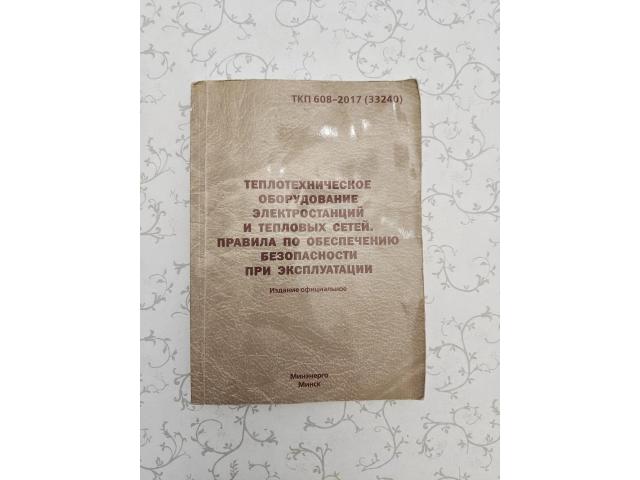 ТКП 608-2017 (33240)
ТЕПЛОТЕХНИЧЕСКОЕ
ОБОРУДОВАНИЕ
ЭЛЕКТРОСТАНЦИЙ
И ТЕПЛОВЫХ СЕТЕЙ.
ПРАВИЛА ПО ОБЕСПЕЧЕНИЮ
БЕЗОПАСНОСТИ
ПРИ ЭКСПЛУАТАЦИИ
Издание официальное
Минэнерго
Минск